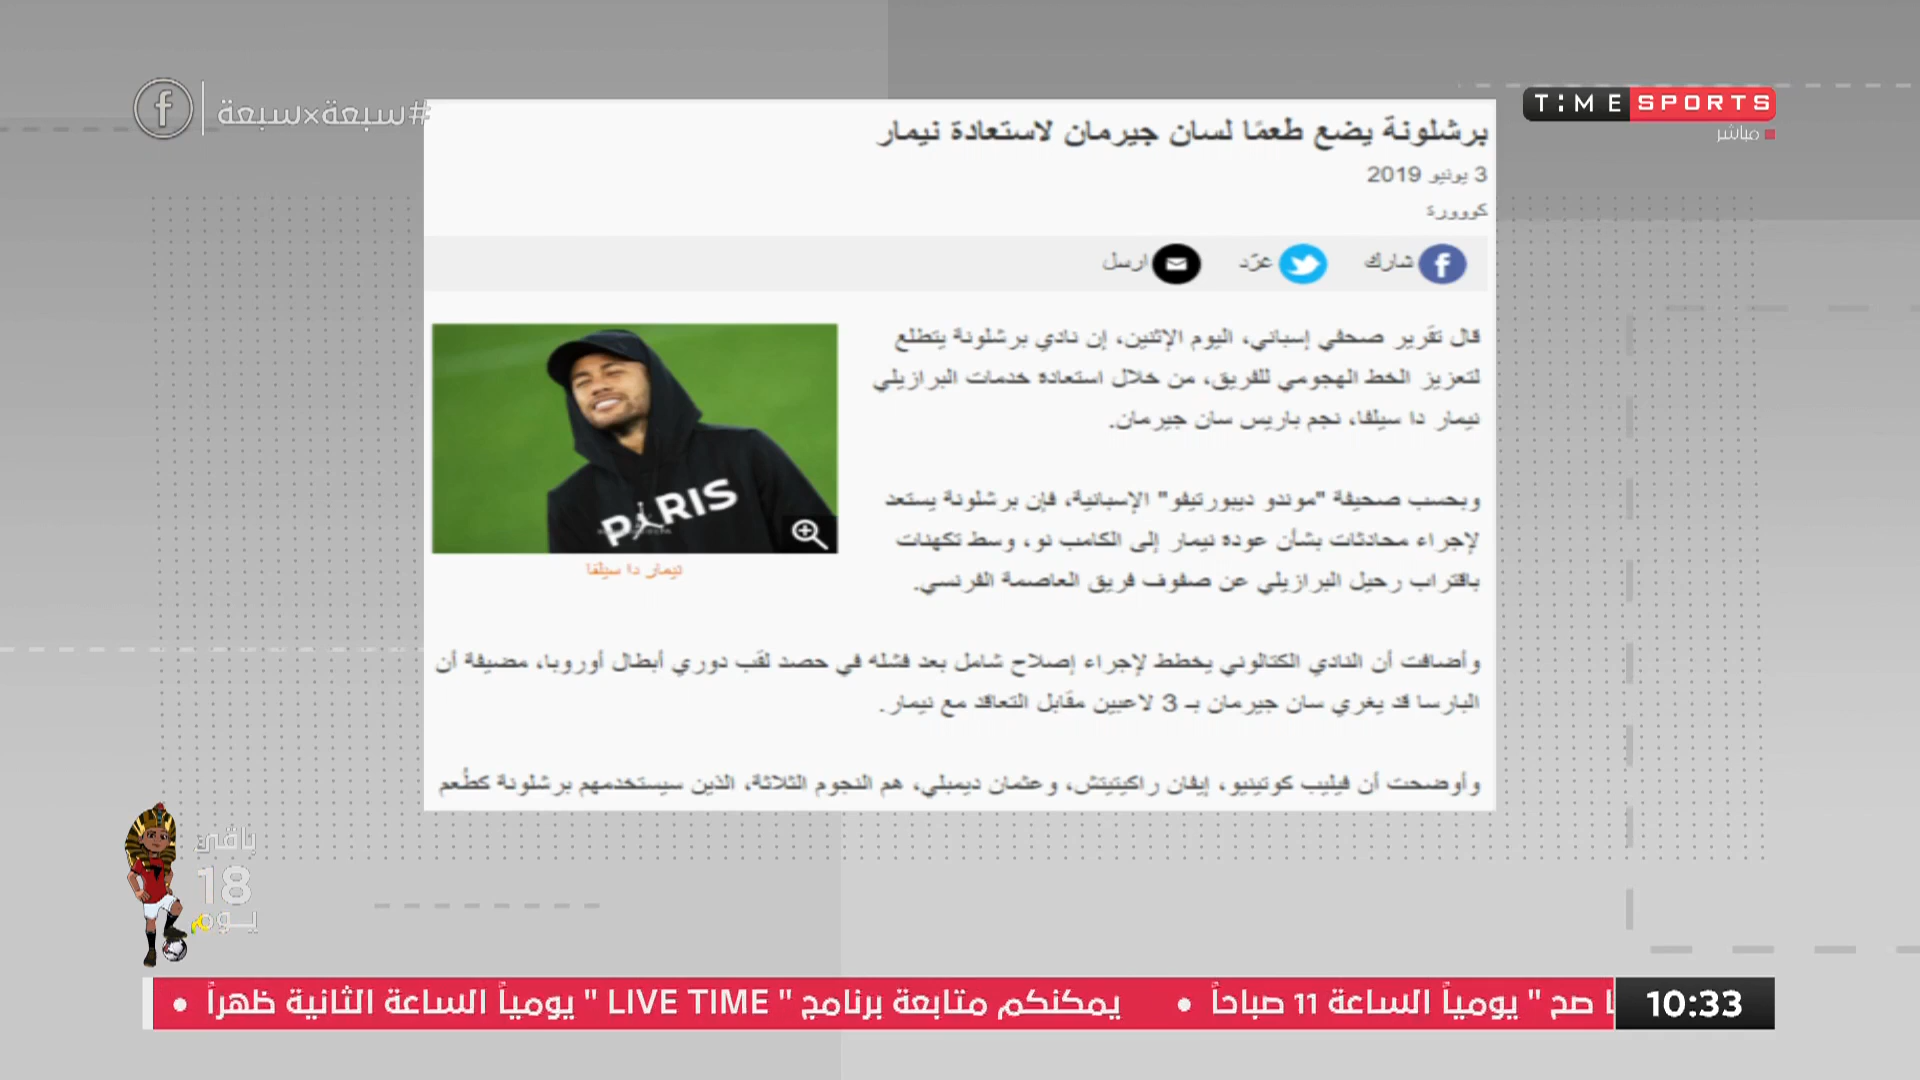 #سبعة×سبعة
TIME SPORTS
مباشر
برشلونة يضع طعمًا لسان جيرمان لاستعادة نيمار
3 يونيو 2019
كووورة
شارك
غرّد
ارسل
قال تقرير صحفي إسباني، اليوم الإثنين، إن نادي برشلونة يتطلع
لتعزيز الخط الهجومي للفريق، من خلال استعادة خدمات البرازيلي
نيمار دا سيلفا، نجم باريس سان جيرمان.
PARIS
نيمار دا سيلفا
وبحسب صحيفة "موندو ديبورتيفو" الإسبانية، فإن برشلونة يستعد
لإجراء محادثات بشأن عودة نيمار إلى الكامب نو، وسط تكهنات
باقتراب رحيل البرازيلي عن صفوف فريق العاصمة الفرنسي.
وأضافت أن النادي الكتالوني يخطط لإجراء إصلاح شامل بعد فشله في حصد لقب دوري أبطال أوروبا، مضيفة أن
البارسا قد يغري سان جيرمان بـ 3 لاعبين مقابل التعاقد مع نيمار.
وأوضحت أن فيليب كوتينيو، إيفان راكيتيتش، وعثمان ديمبلي، هم النجوم الثلاثة، الذين سيستخدمهم برشلونة كطُعم
باقي
18
يوم
ا صح " يومياً الساعة 11 صباحاً • يمكنكم متابعة برنامج " LIVE TIME " يومياً الساعة الثانية ظهراً •
10:33